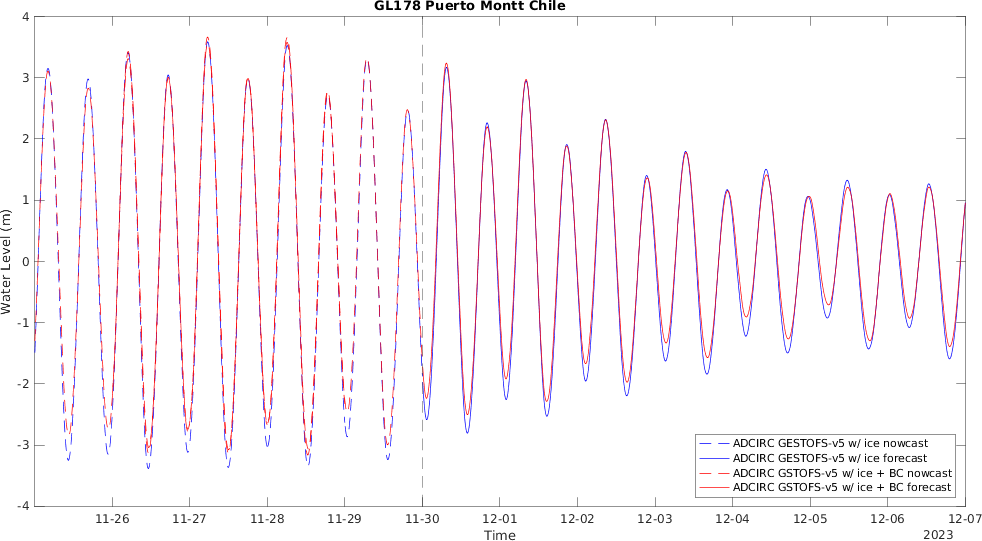 GL178 Puerto Montt Chile
4
3
2
1
0
-1
-2
-3
-4
Water Level (m)
ADCIRC GESTOFS-v5 w/ ice nowcast
ADCIRC GESTOFS-v5 w/ ice forecast
ADCIRC GSTOFS-v5 w/ ice + BC nowcast
ADCIRC GSTOFS-v5 w/ ice + BC forecast
11-26 11-27 11-28 11-29 11-30 12-01 12-02 12-03 12-04 12-05 12-06 12-07
Time
2023